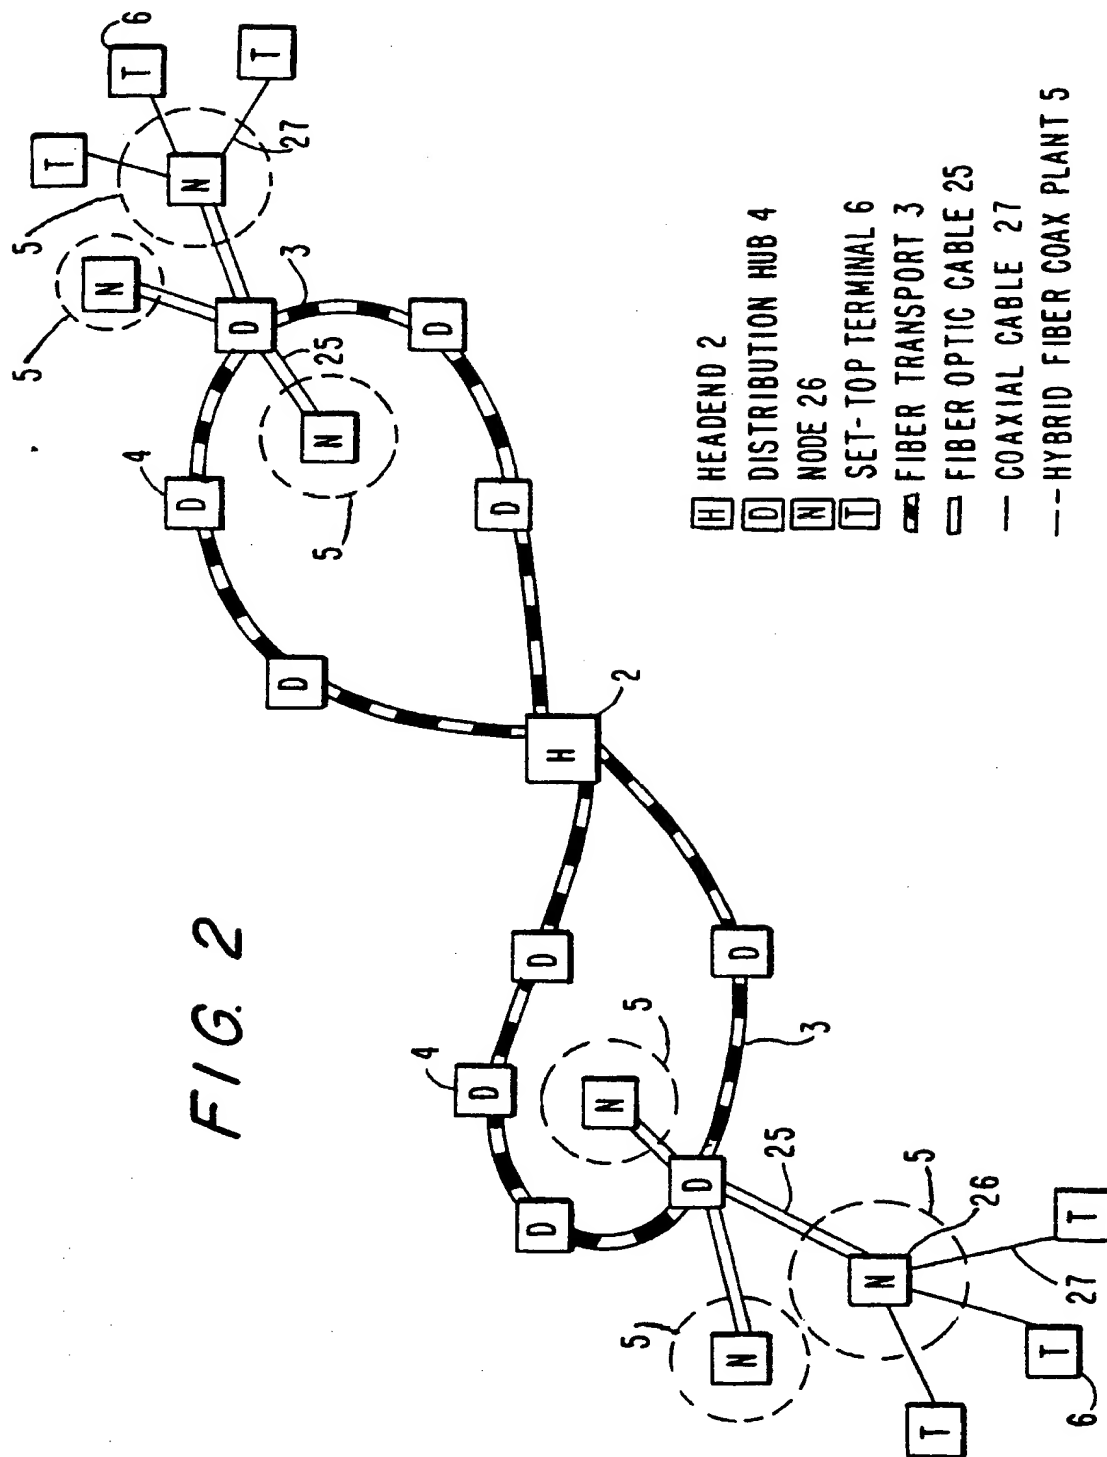 FIG. 2
5
5
T
N
6
T
4
N
D
D
T
3
27
D
5
N
25
4
D
D
D
D
D
H
N
2
5
5
D
N
D
25
3
N
5
T
26
T
6
27
T
H HEADEND 2
D DISTRIBUTION HUB 4
N NODE 26
T SET-TOP TERMINAL 6
FIBER TRANSPORT 3
FIBER OPTIC CABLE 25
COAXIAL CABLE 27
HYBRID FIBER COAX PLANT 5